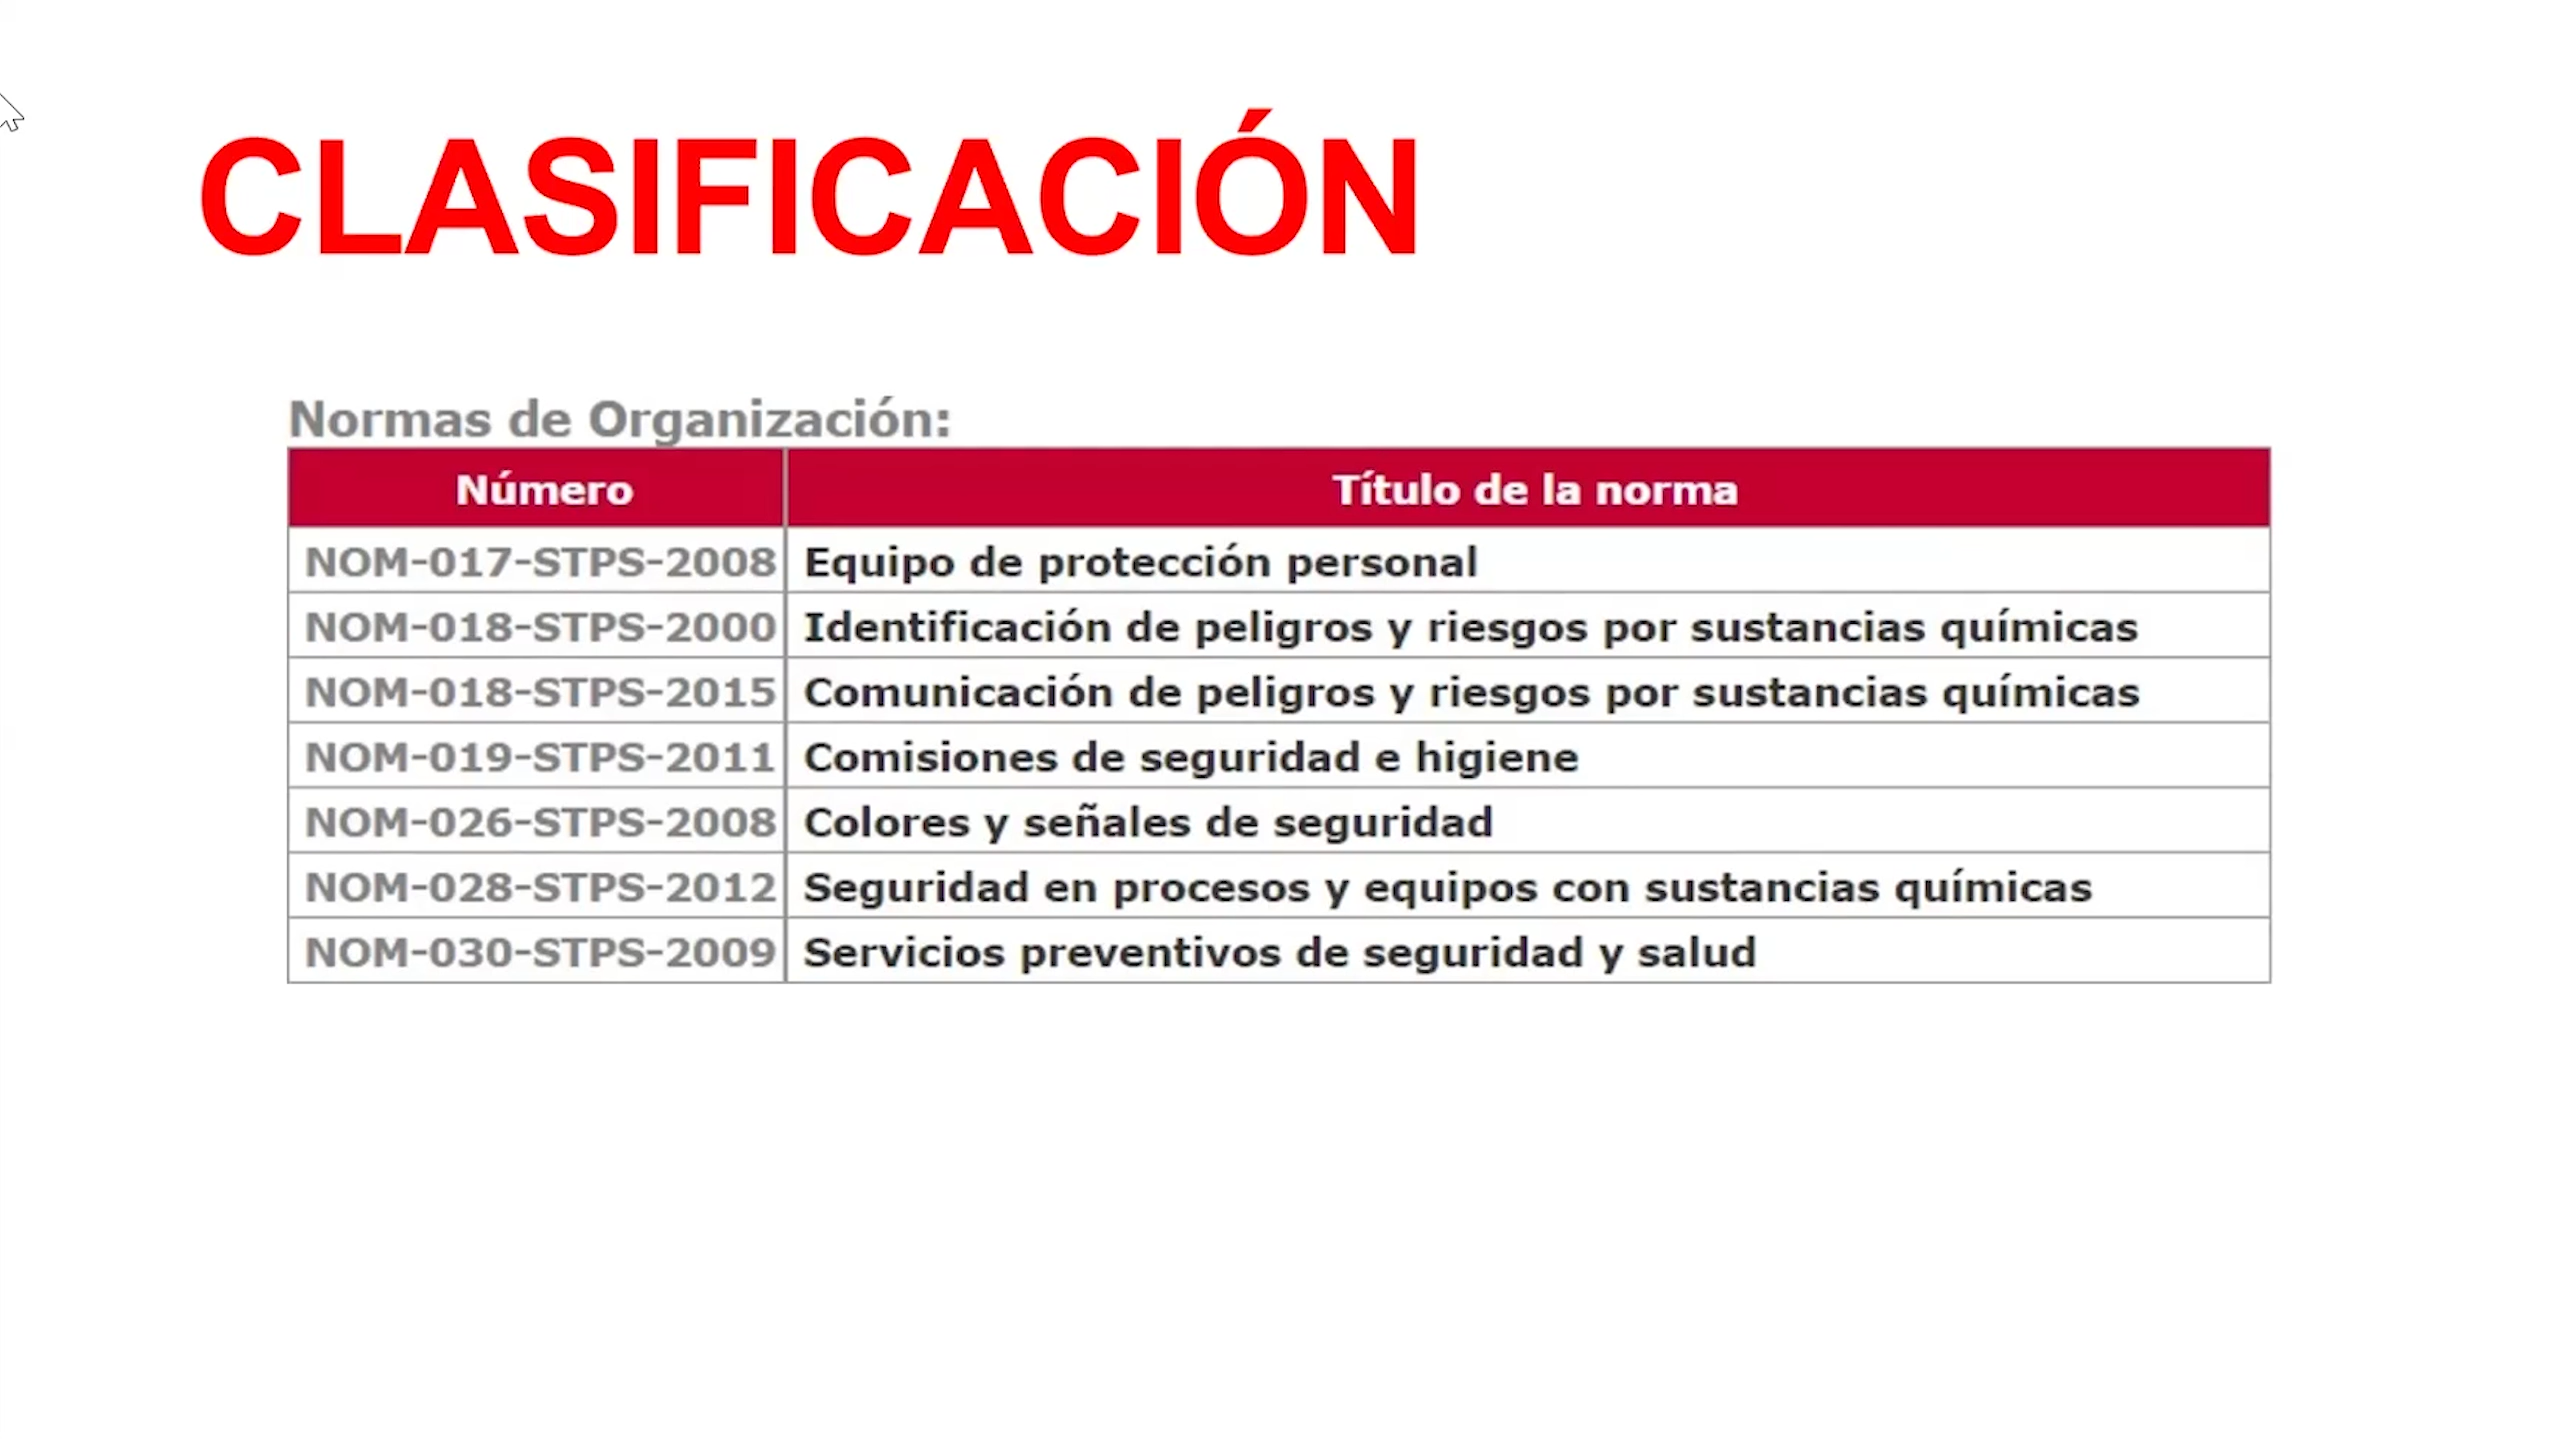 CLASIFICACIÓN
Normas de Organización:
Número Título de la norma
NOM-017-STPS-2008 Equipo de protección personal
NOM-018-STPS-2000 Identificación de peligros y riesgos por sustancias químicas
NOM-018-STPS-2015 Comunicación de peligros y riesgos por sustancias químicas
NOM-019-STPS-2011 Comisiones de seguridad e higiene
NOM-026-STPS-2008 Colores y señales de seguridad
NOM-028-STPS-2012 Seguridad en procesos y equipos con sustancias químicas
NOM-030-STPS-2009 Servicios preventivos de seguridad y salud